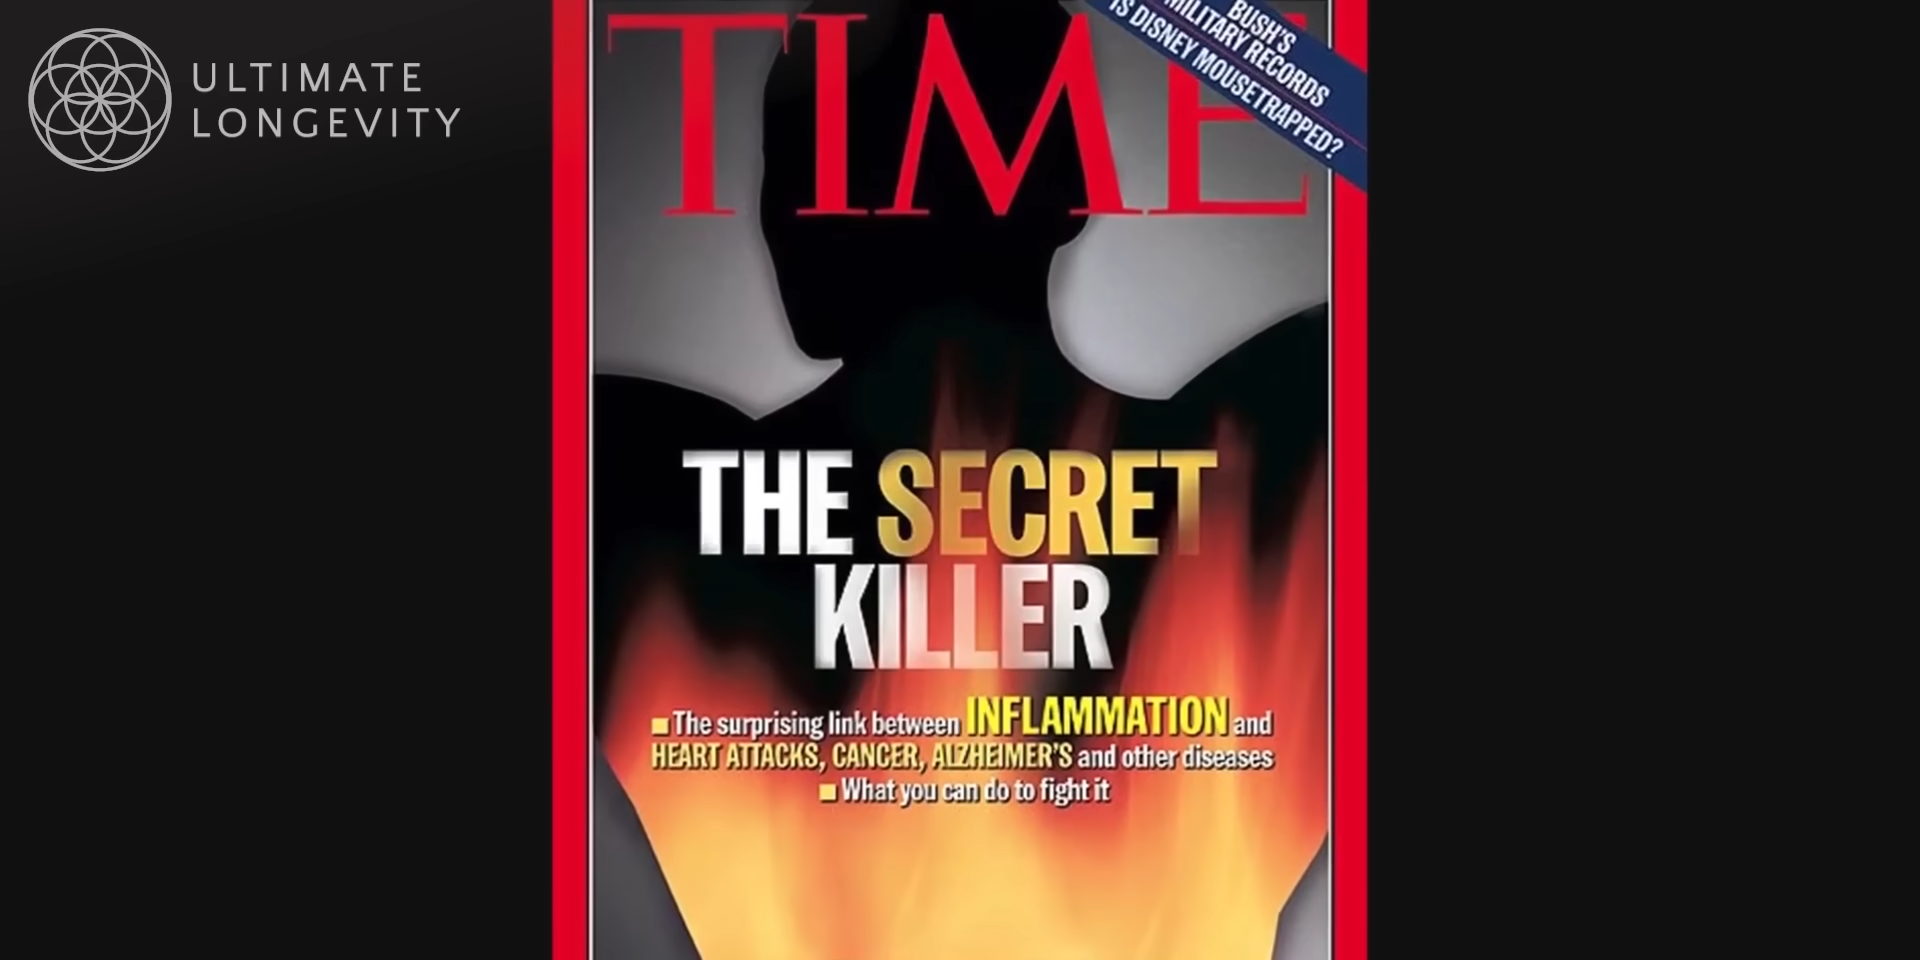 ULTIMATE
LONGEVITY
TIME
BUSH'S
MILITARY RECORDS
IS DISNEY MOUSETRAPPED?
THE SECRET
KILLER
■ The surprising link between INFLAMMATION and
HEART ATTACKS, CANCER, ALZHEIMER'S and other diseases
■ What you can do to fight it